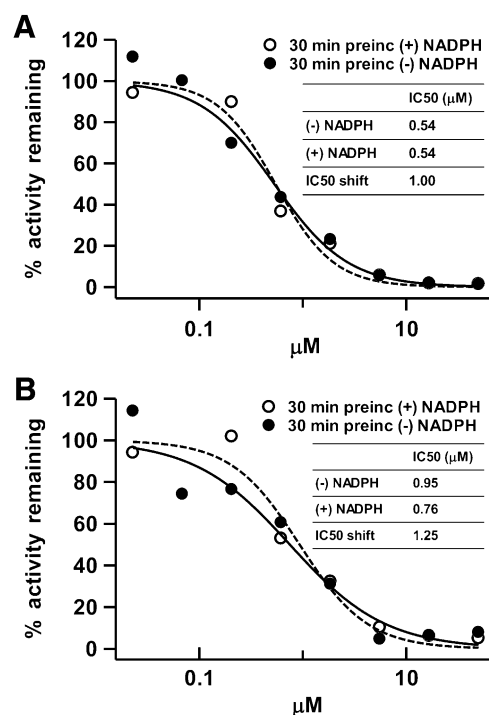 A
120
100
80
60
40
20
0
% activity remaining
30 min preinc (+) NADPH
30 min preinc (-) NADPH
IC50 (μM)
(-) NADPH 0.54
(+) NADPH 0.54
IC50 shift 1.00
0.1 10
μM
B
120
100
80
60
40
20
0
% activity remaining
30 min preinc (+) NADPH
30 min preinc (-) NADPH
IC50 (μM)
(-) NADPH 0.95
(+) NADPH 0.76
IC50 shift 1.25
0.1 10
μM